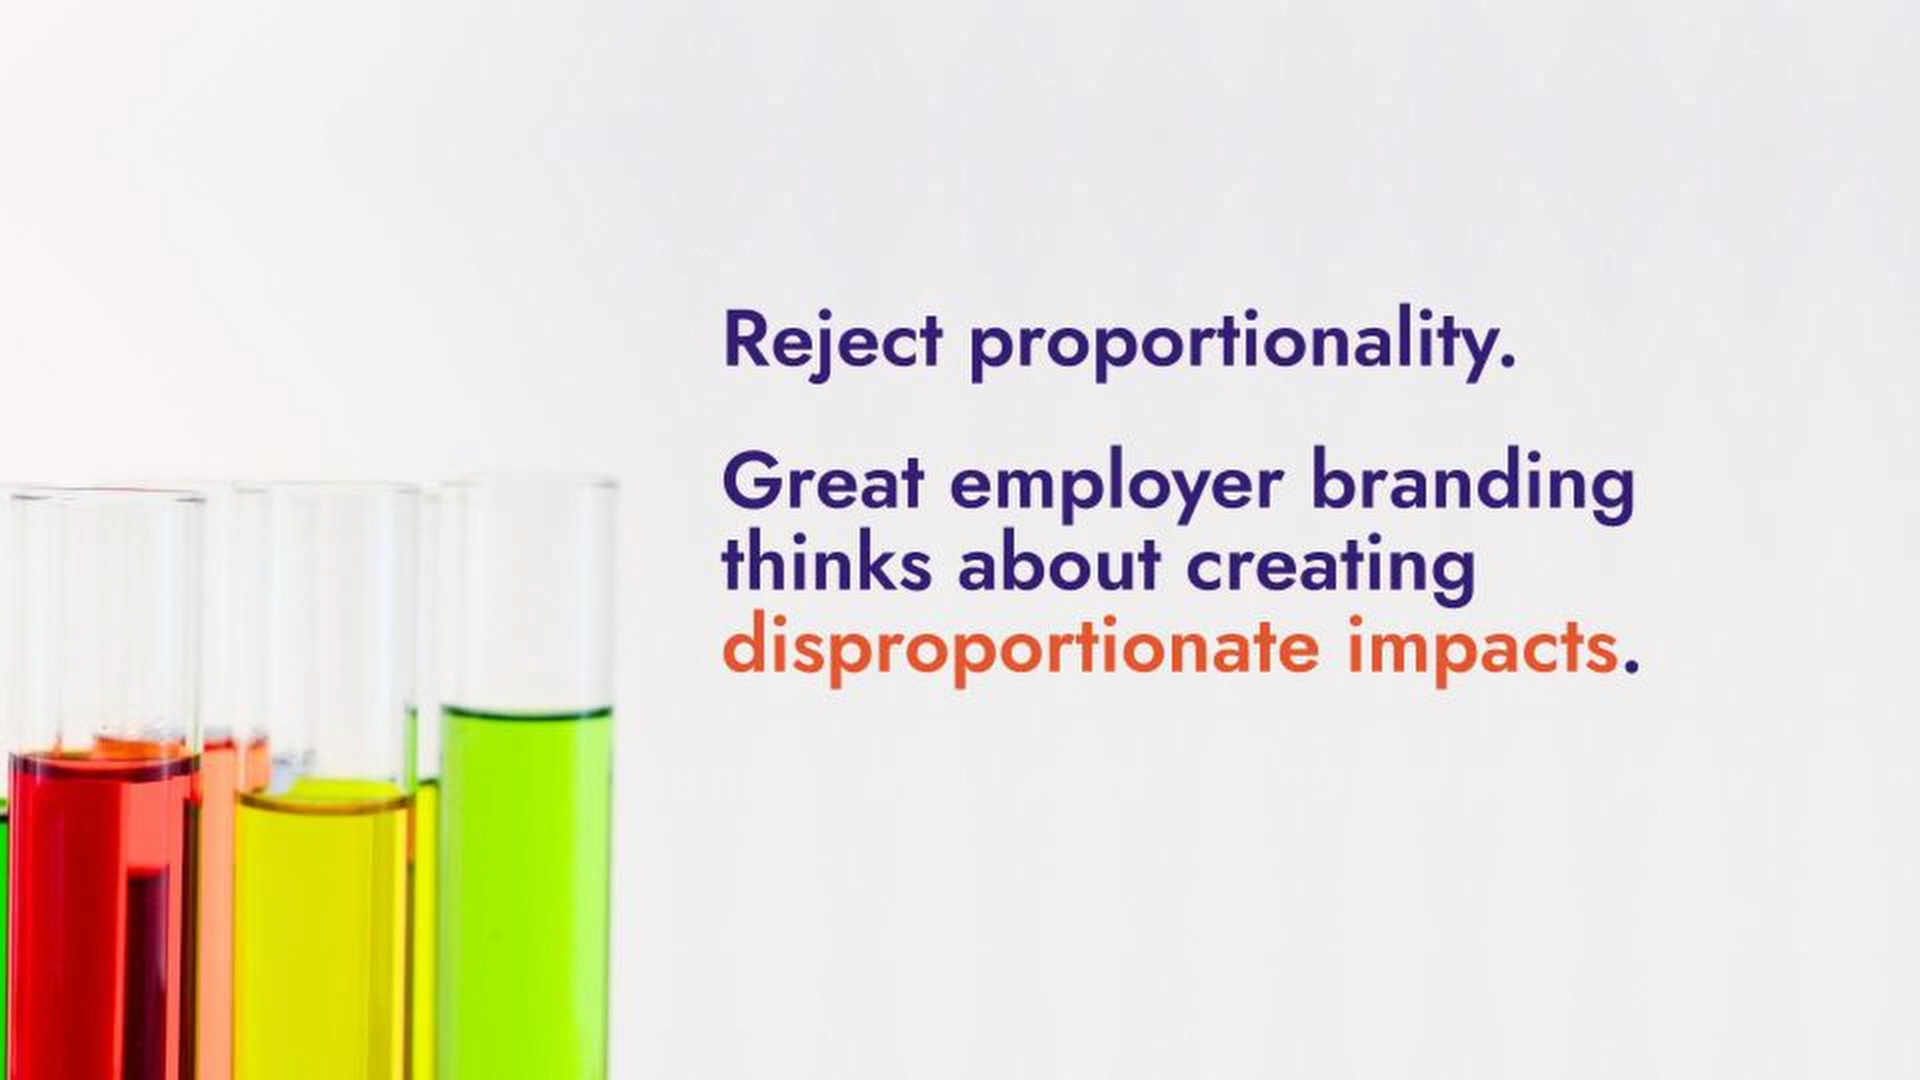 Reject proportionality.
Great employer branding
thinks about creating
disproportionate impacts.